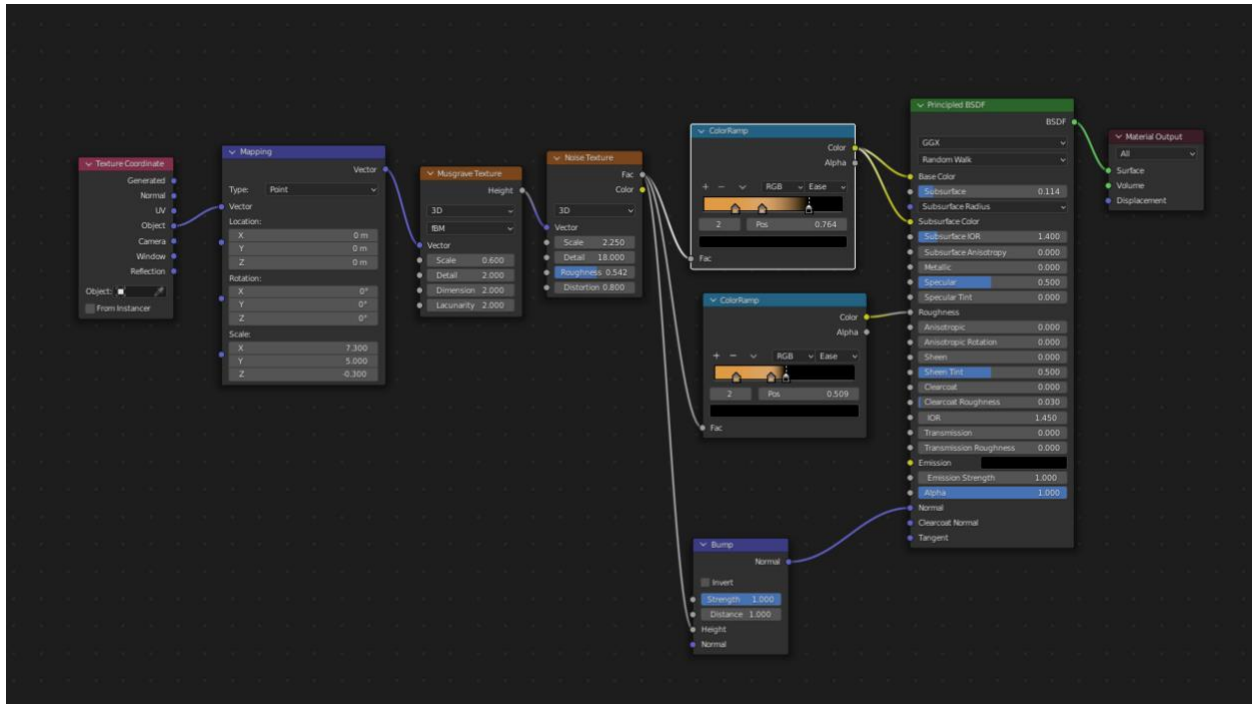 Texture Coordinate
Generated
Normal
UV
Object
Camera
Window
Reflection
Object:
From Instancer
Mapping
Vector
Type: Point
Vector
Location:
X 0 m
Y 0 m
Z 0 m
Rotation:
X 0°
Y 0°
Z 0°
Scale:
X 7.300
Y 5.000
Z -0.300
Musgrave Texture
Height
3D
fBM
Vector
Scale 0.600
Detail 2.000
Dimension 2.000
Lacunarity 2.000
Noise Texture
Fac
Color
3D
Vector
Scale 2.250
Detail 18.000
Roughness 0.542
Distortion 0.800
ColorRamp
Color
Alpha
+ − RGB Ease
2 Pos 0.764
Fac
ColorRamp
Color
Alpha
+ − RGB Ease
2 Pos 0.509
Fac
Bump
Normal
Invert
Strength 1.000
Distance 1.000
Height
Normal
Principled BSDF
BSDF
GGX
Random Walk
Base Color
Subsurface 0.114
Subsurface Radius
Subsurface Color
Subsurface IOR 1.400
Subsurface Anisotropy 0.000
Metallic 0.000
Specular 0.500
Specular Tint 0.000
Roughness
Anisotropic 0.000
Anisotropic Rotation 0.000
Sheen 0.000
Sheen Tint 0.500
Clearcoat 0.000
Clearcoat Roughness 0.030
IOR 1.450
Transmission 0.000
Transmission Roughness 0.000
Emission
Emission Strength 1.000
Alpha 1.000
Normal
Clearcoat Normal
Tangent
Material Output
All
Surface
Volume
Displacement